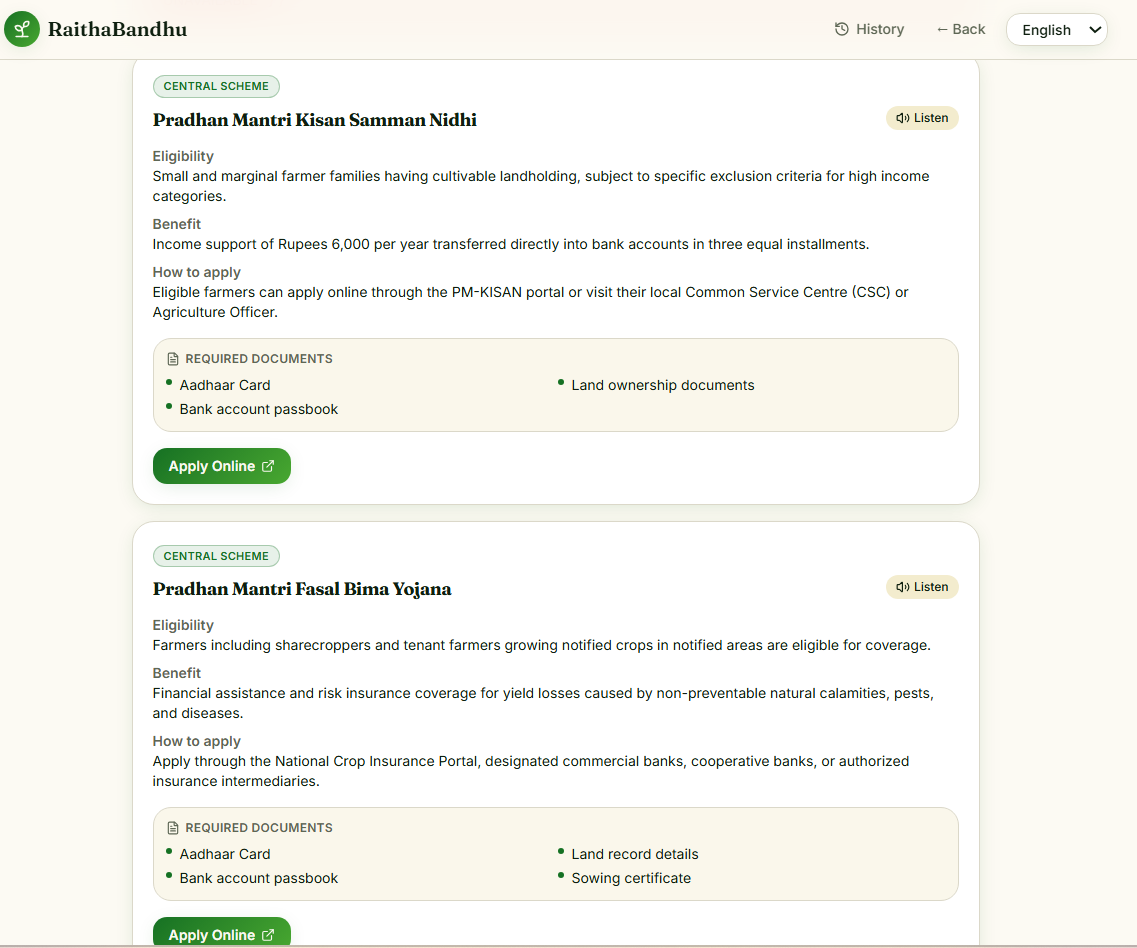 RaithaBandhu
History
← Back
English
CENTRAL SCHEME
Pradhan Mantri Kisan Samman Nidhi
Listen
Eligibility
Small and marginal farmer families having cultivable landholding, subject to specific exclusion criteria for high income
categories.
Benefit
Income support of Rupees 6,000 per year transferred directly into bank accounts in three equal installments.
How to apply
Eligible farmers can apply online through the PM-KISAN portal or visit their local Common Service Centre (CSC) or
Agriculture Officer.
REQUIRED DOCUMENTS
Aadhaar Card
Land ownership documents
Bank account passbook
Apply Online
CENTRAL SCHEME
Pradhan Mantri Fasal Bima Yojana
Listen
Eligibility
Farmers including sharecroppers and tenant farmers growing notified crops in notified areas are eligible for coverage.
Benefit
Financial assistance and risk insurance coverage for yield losses caused by non-preventable natural calamities, pests,
and diseases.
How to apply
Apply through the National Crop Insurance Portal, designated commercial banks, cooperative banks, or authorized
insurance intermediaries.
REQUIRED DOCUMENTS
Aadhaar Card
Land record details
Bank account passbook
Sowing certificate
Apply Online